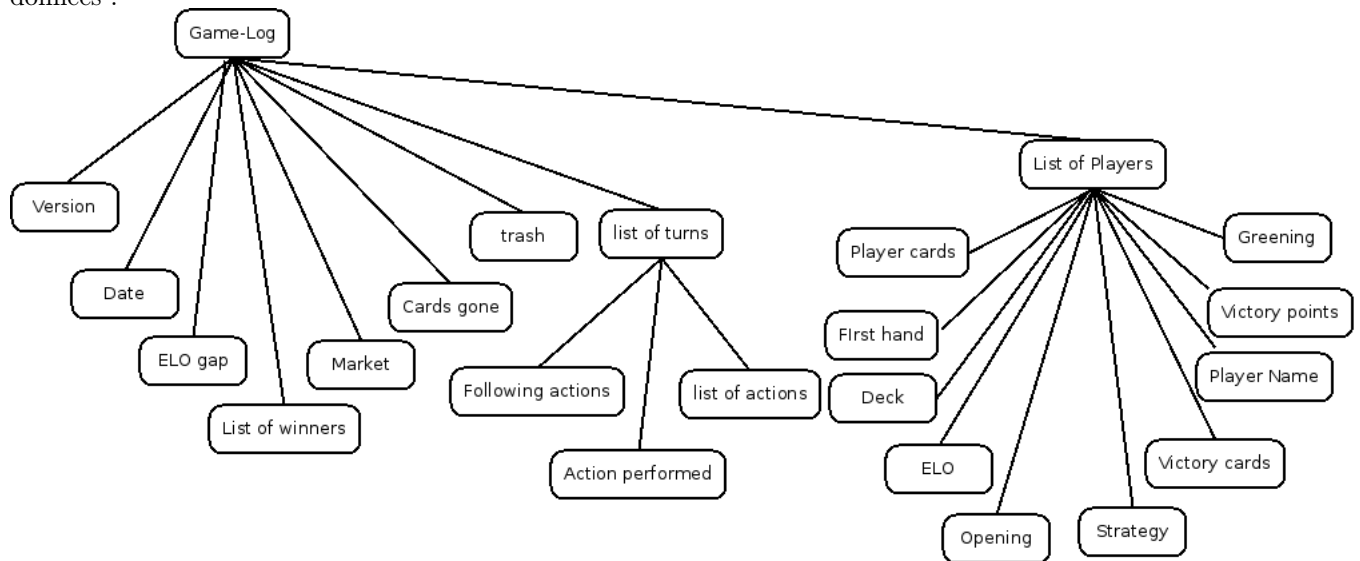 données :
Game-Log
List of Players
Version
trash
list of turns
Player cards
Greening
Date
Cards gone
Victory points
FIrst hand
ELO gap
Market
Following actions
list of actions
Deck
Player Name
List of winners
Action performed
ELO
Victory cards
Opening
Strategy